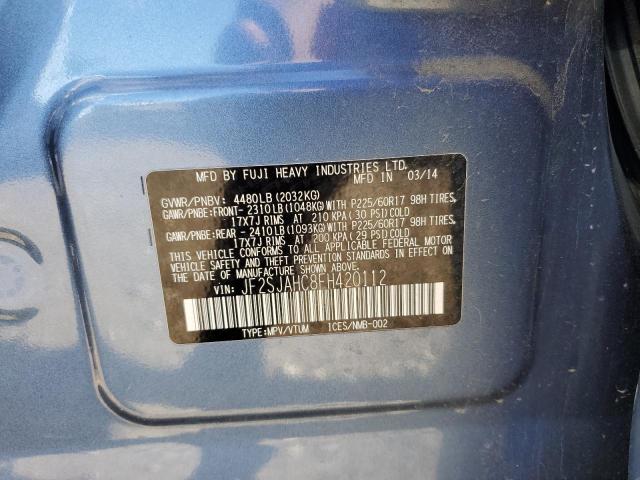 MFD BY FUJI HEAVY INDUSTRIES LTD.
MFD IN 03/14
GVWR/PNBV: 4480LB (2032KG)
GAWR/PNBE:FRONT- 2310LB (1048KG) WITH P225/60R17 98H TIRES,
17X7J RIMS AT 210 KPA (30 PSI) COLD
GAWR/PNBE:REAR - 2410LB (1093KG) WITH P225/60R17 98H TIRES,
17X7J RIMS AT 200 KPA (29 PSI) COLD
THIS VEHICLE CONFORMS TO ALL APPLICABLE FEDERAL MOTOR
VEHICLE SAFETY AND THEFT PREVENTION STANDARDS IN EFFECT
ON THE DATE OF MANUFACTURE SHOWN ABOVE.
VIN: JF2SJAHC8FH420112
TYPE:MPV/VTUM ICES/NMB-002